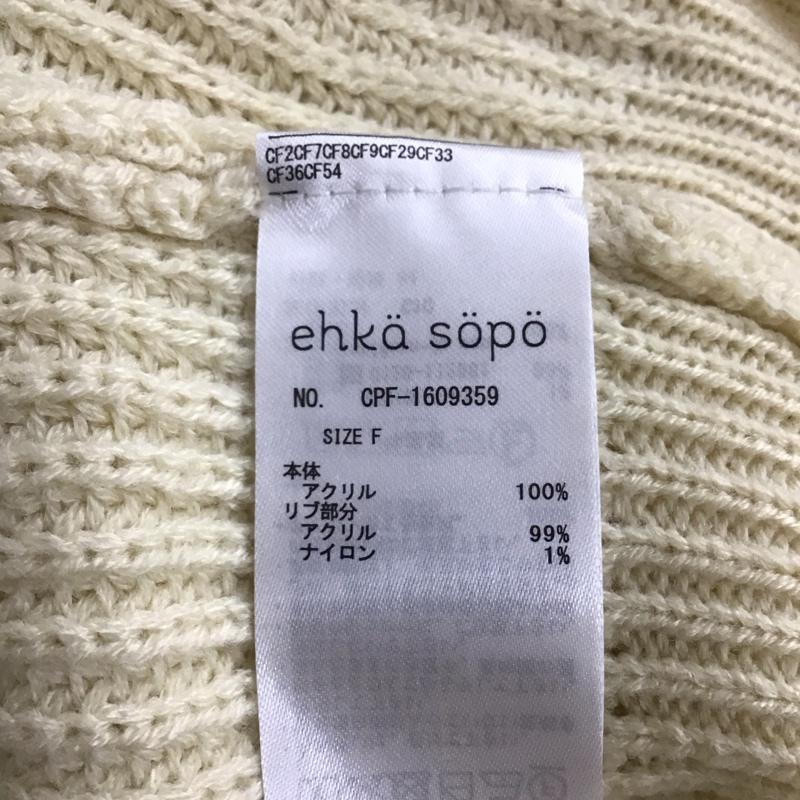 CF2CF7CF8CF9CF29CF33
CF36CF54
ehkä söpö
NO. CPF-1609359
SIZE F
本体
アクリル 100%
リブ部分
アクリル 99%
ナイロン 1%